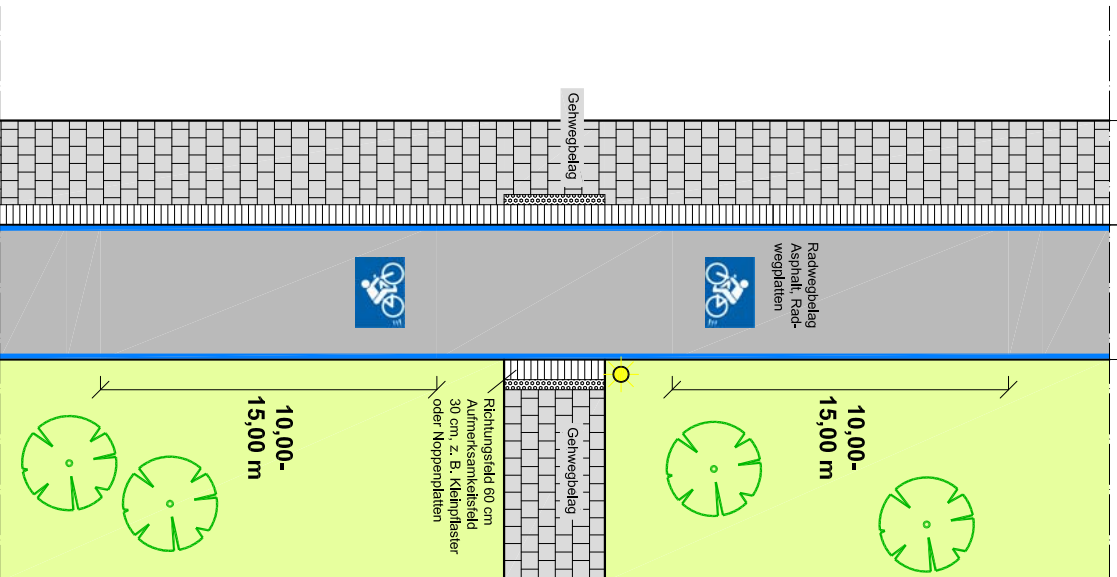 Gehwegbelag
Radwegbelag
Asphalt, Rad-
wegplatten
10,00-
15,00 m
Richtungsfeld 60 cm
Aufmerksamkeitsfeld
30 cm, z. B. Kleinpflaster
oder Noppenplatten
Gehwegbelag
10,00-
15,00 m